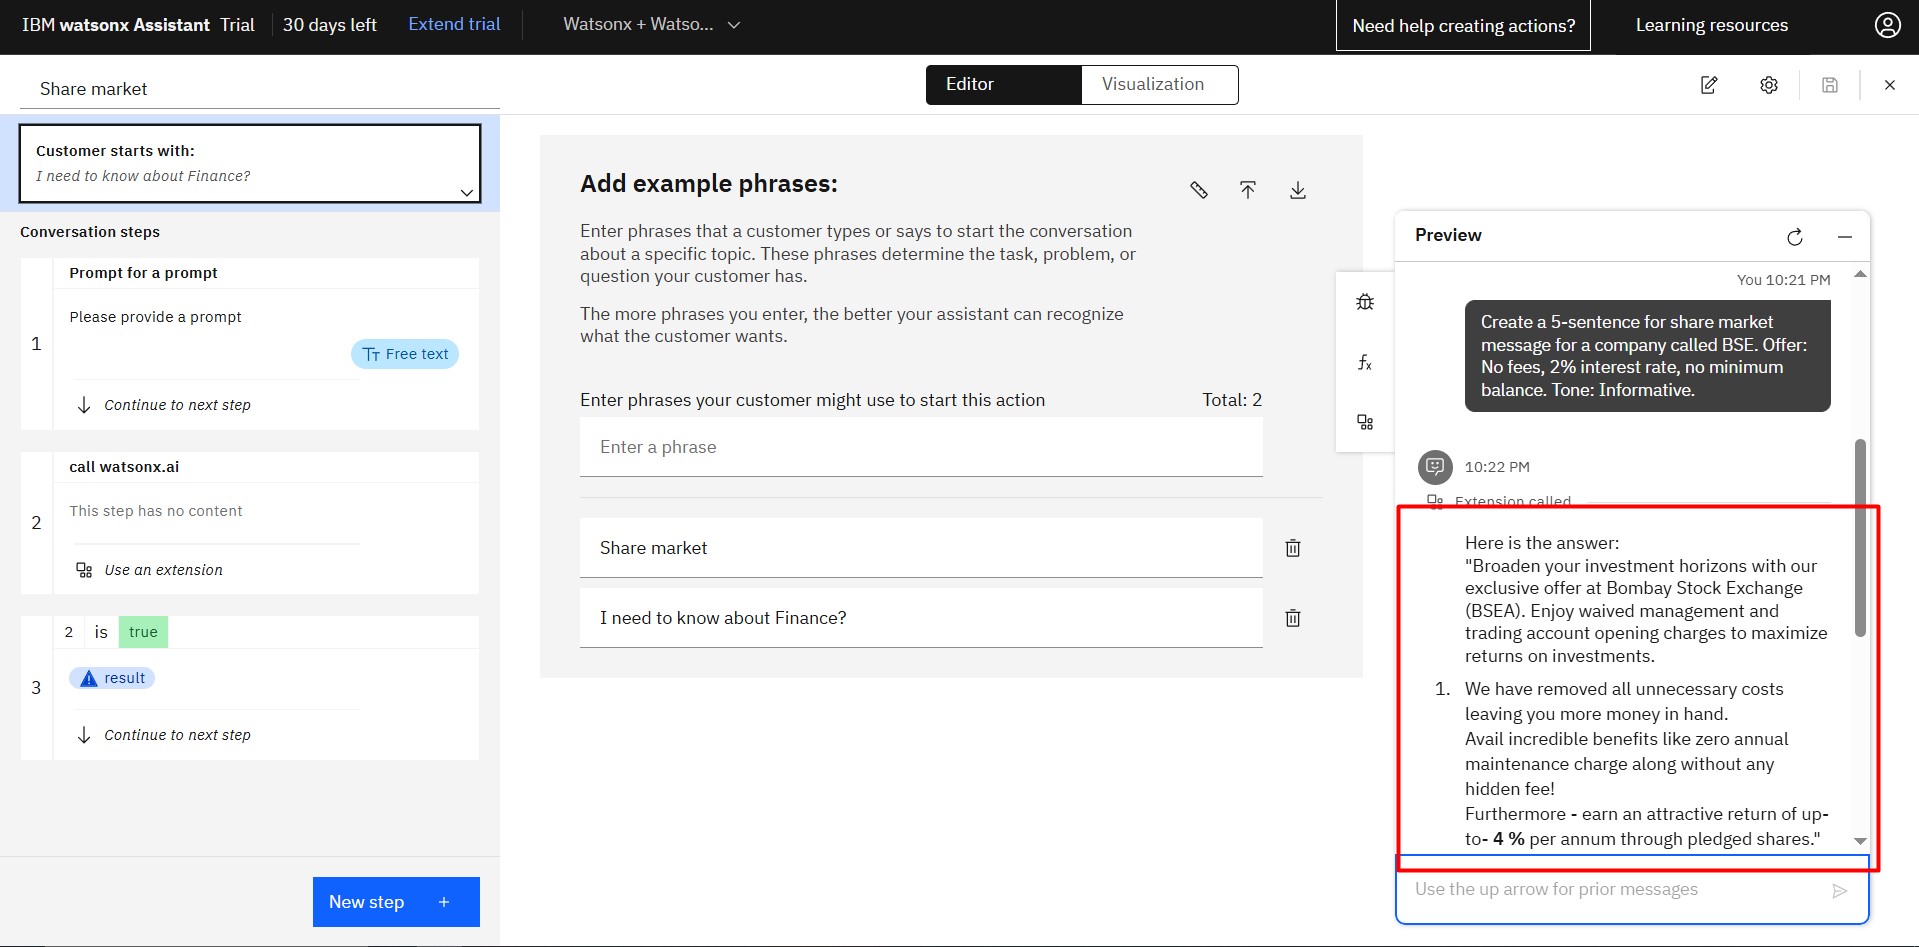 IBM watsonx Assistant Trial 30 days left Extend trial Watsonx + Watso... Need help creating actions? Learning resources
Share market
Editor Visualization
Customer starts with:
I need to know about Finance?
Conversation steps
Prompt for a prompt
1
Please provide a prompt
Free text
Continue to next step
call watsonx.ai
2
This step has no content
Use an extension
2 is true
3
result
Continue to next step
New step +
Add example phrases:
Enter phrases that a customer types or says to start the conversation
about a specific topic. These phrases determine the task, problem, or
question your customer has.
The more phrases you enter, the better your assistant can recognize
what the customer wants.
Enter phrases your customer might use to start this action Total: 2
Enter a phrase
Share market
I need to know about Finance?
Preview
You 10:21 PM
Create a 5-sentence for share market
message for a company called BSE. Offer:
No fees, 2% interest rate, no minimum
balance. Tone: Informative.
10:22 PM
Extension called
Here is the answer:
"Broaden your investment horizons with our
exclusive offer at Bombay Stock Exchange
(BSEA). Enjoy waived management and
trading account opening charges to maximize
returns on investments.
1. We have removed all unnecessary costs
leaving you more money in hand.
Avail incredible benefits like zero annual
maintenance charge along without any
hidden fee!
Furthermore - earn an attractive return of up-
to- 4 % per annum through pledged shares."
Use the up arrow for prior messages